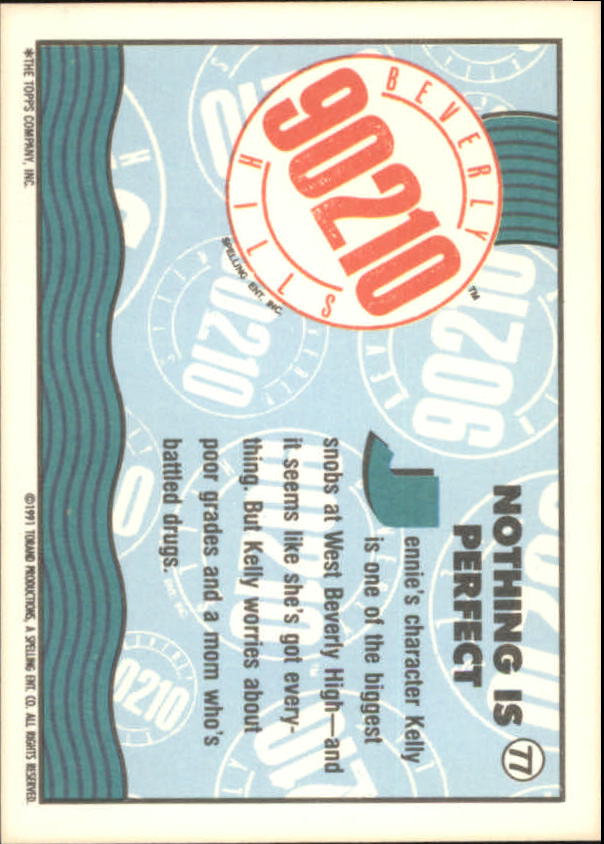 NOTHING IS
PERFECT
77
BEVERLY
90210
HILLS
TM
SPELLING ENT. INC.
Jennie's character Kelly
is one of the biggest
snobs at West Beverly High—and
it seems like she's got every-
thing. But Kelly worries about
poor grades and a mom who's
battled drugs.
*THE TOPPS COMPANY, INC.
©1991 TORAND PRODUCTIONS, A SPELLING ENT. CO. ALL RIGHTS RESERVED.